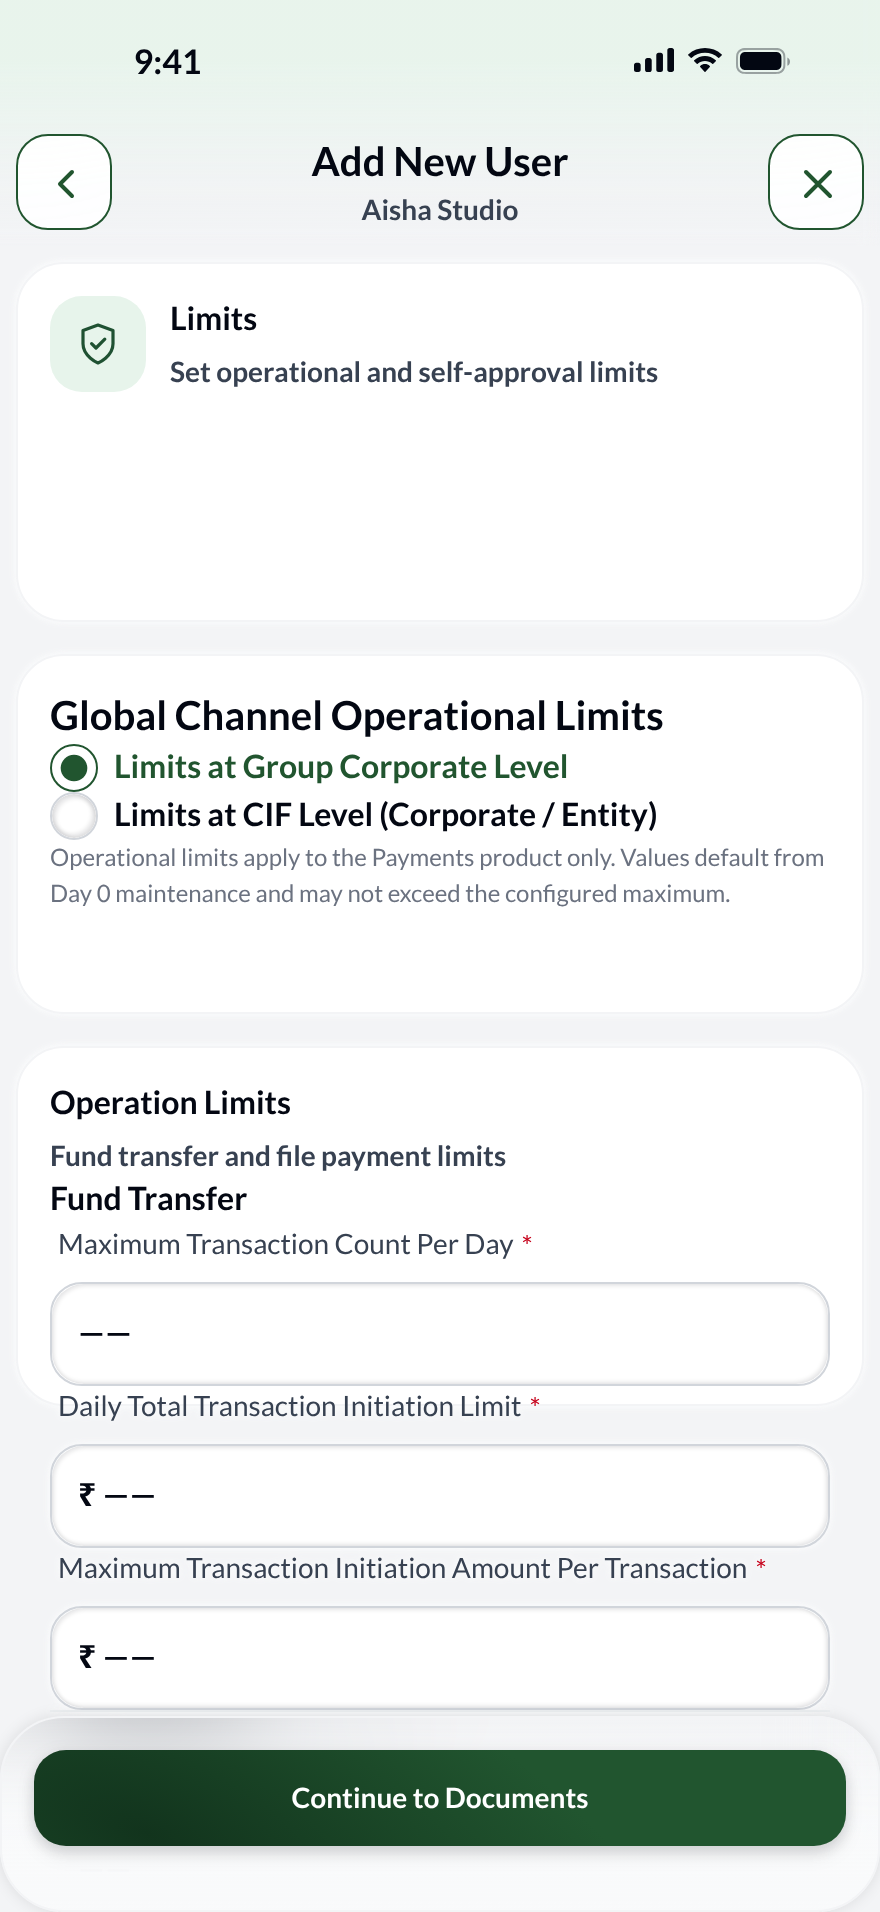 9:41
Add New User
Aisha Studio
Limits
Set operational and self-approval limits
Global Channel Operational Limits
Limits at Group Corporate Level
Limits at CIF Level (Corporate / Entity)
Operational limits apply to the Payments product only. Values default from
Day 0 maintenance and may not exceed the configured maximum.
Operation Limits
Fund transfer and file payment limits
Fund Transfer
Maximum Transaction Count Per Day *
——
Daily Total Transaction Initiation Limit *
₹ ——
Maximum Transaction Initiation Amount Per Transaction *
₹ ——
Continue to Documents